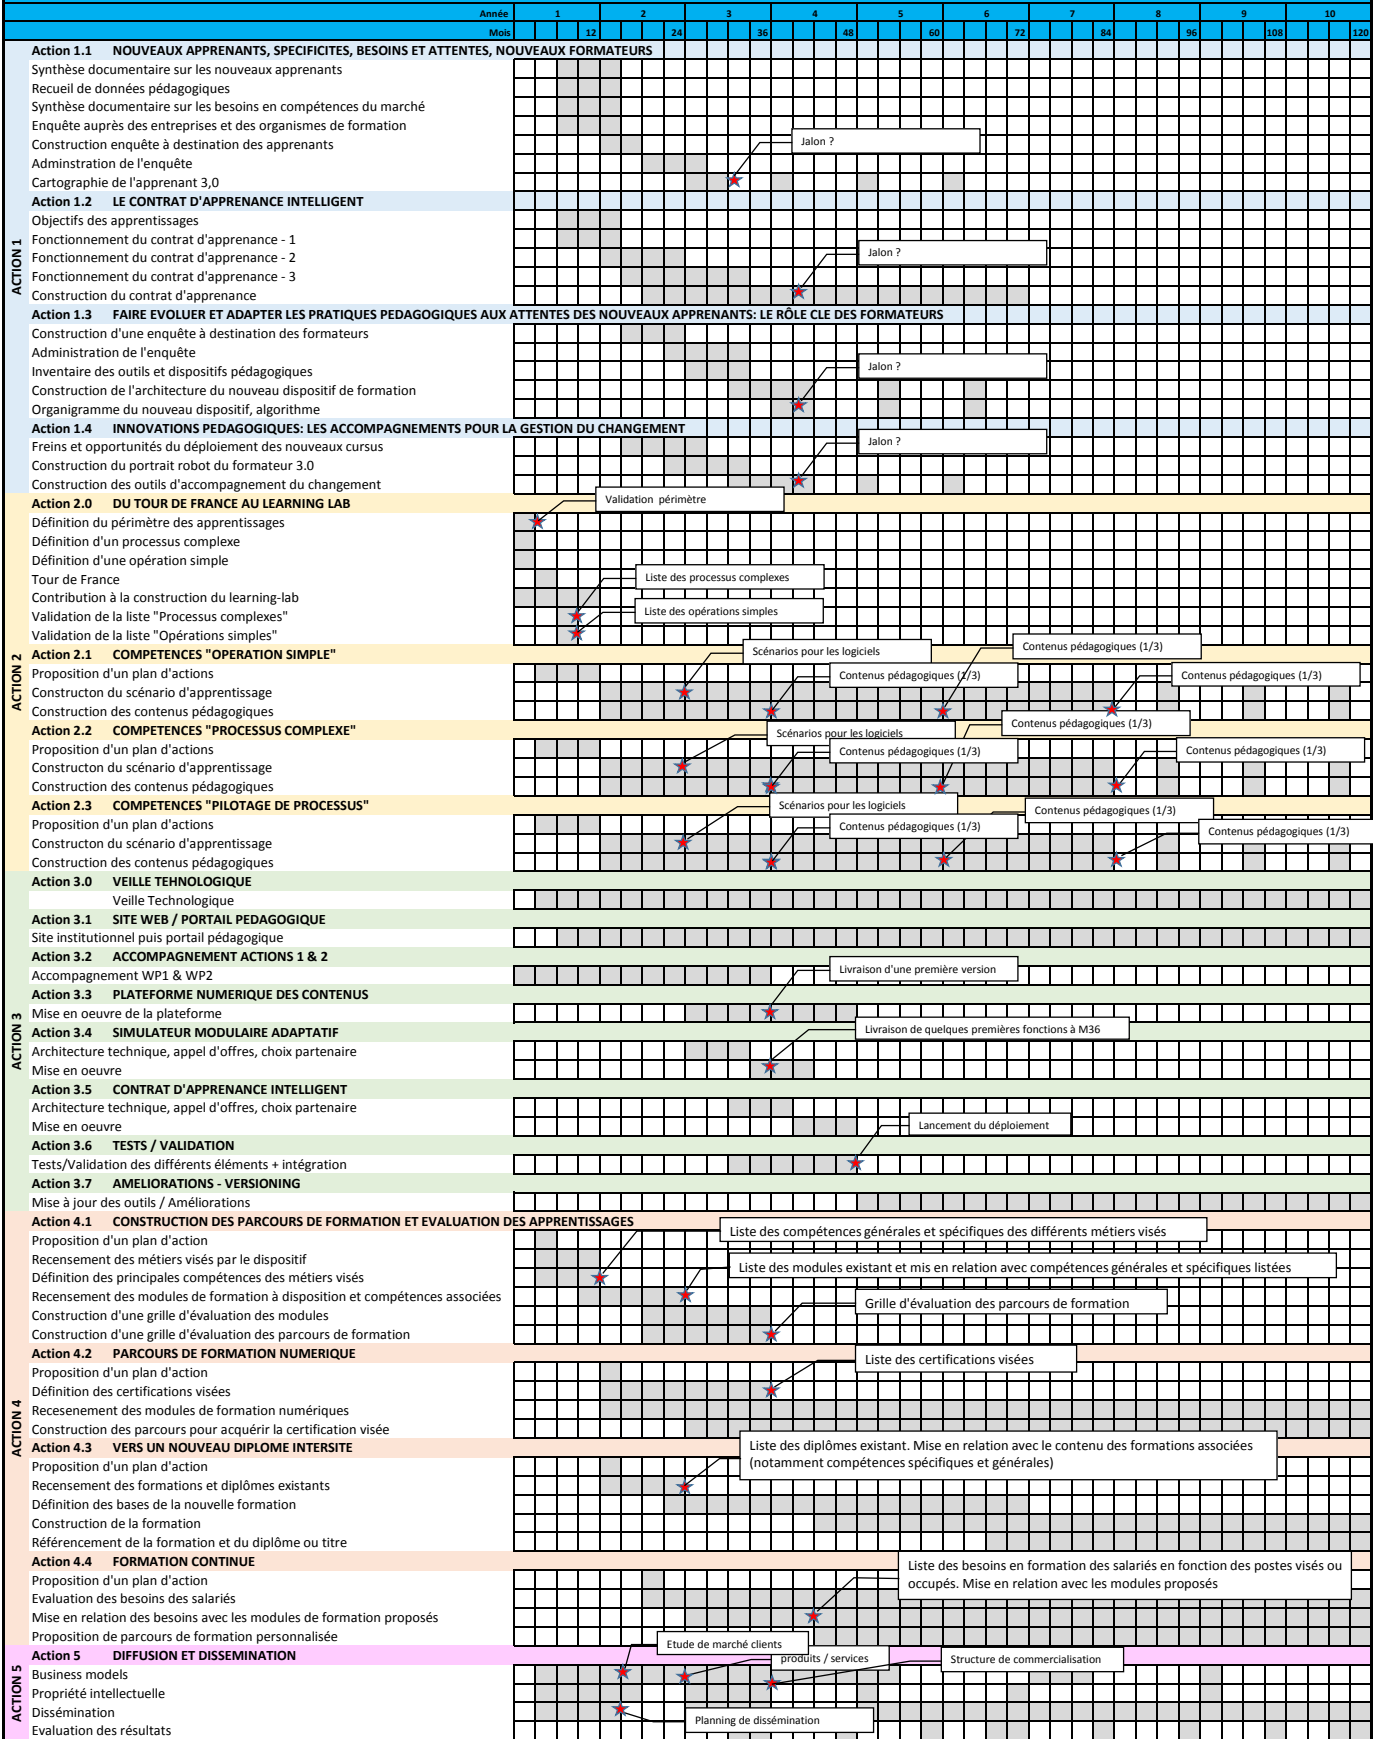 Année 1 2 3 4 5 6 7 8 9 10
Mois 12 24 36 48 60 72 84 96 108 120
ACTION 1
Action 1.1 NOUVEAUX APPRENANTS, SPECIFICITES, BESOINS ET ATTENTES, NOUVEAUX FORMATEURS
Synthèse documentaire sur les nouveaux apprenants
Recueil de données pédagogiques
Synthèse documentaire sur les besoins en compétences du marché
Enquête auprès des entreprises et des organismes de formation
Construction enquête à destination des apprenants
Jalon ?
Adminstration de l'enquête
Cartographie de l'apprenant 3,0
Action 1.2 LE CONTRAT D'APPRENANCE INTELLIGENT
Objectifs des apprentissages
Fonctionnement du contrat d'apprenance - 1
Fonctionnement du contrat d'apprenance - 2
Jalon ?
Fonctionnement du contrat d'apprenance - 3
Construction du contrat d'apprenance
Action 1.3 FAIRE EVOLUER ET ADAPTER LES PRATIQUES PEDAGOGIQUES AUX ATTENTES DES NOUVEAUX APPRENANTS: LE RÔLE CLE DES FORMATEURS
Construction d'une enquête à destination des formateurs
Administration de l'enquête
Inventaire des outils et dispositifs pédagogiques
Jalon ?
Construction de l'architecture du nouveau dispositif de formation
Organigramme du nouveau dispositif, algorithme
Action 1.4 INNOVATIONS PEDAGOGIQUES: LES ACCOMPAGNEMENTS POUR LA GESTION DU CHANGEMENT
Freins et opportunités du déploiement des nouveaux cursus
Jalon ?
Construction du portrait robot du formateur 3.0
Construction des outils d'accompagnement du changement
ACTION 2
Action 2.0 DU TOUR DE FRANCE AU LEARNING LAB
Validation périmètre
Définition du périmètre des apprentissages
Définition d'un processus complexe
Définition d'une opération simple
Tour de France
Liste des processus complexes
Contribution à la construction du learning-lab
Validation de la liste "Processus complexes"
Liste des opérations simples
Validation de la liste "Opérations simples"
Action 2.1 COMPETENCES "OPERATION SIMPLE"
Scénarios pour les logiciels
Contenus pédagogiques (1/3)
Proposition d'un plan d'actions
Contenus pédagogiques (1/3)
Contenus pédagogiques (1/3)
Constructon du scénario d'apprentissage
Construction des contenus pédagogiques
Action 2.2 COMPETENCES "PROCESSUS COMPLEXE"
Scénarios pour les logiciels
Contenus pédagogiques (1/3)
Proposition d'un plan d'actions
Contenus pédagogiques (1/3)
Contenus pédagogiques (1/3)
Constructon du scénario d'apprentissage
Construction des contenus pédagogiques
Action 2.3 COMPETENCES "PILOTAGE DE PROCESSUS"
Scénarios pour les logiciels
Contenus pédagogiques (1/3)
Proposition d'un plan d'actions
Contenus pédagogiques (1/3)
Contenus pédagogiques (1/3)
Constructon du scénario d'apprentissage
Construction des contenus pédagogiques
ACTION 3
Action 3.0 VEILLE TEHNOLOGIQUE
Veille Technologique
Action 3.1 SITE WEB / PORTAIL PEDAGOGIQUE
Site institutionnel puis portail pédagogique
Action 3.2 ACCOMPAGNEMENT ACTIONS 1 & 2
Accompagnement WP1 & WP2
Livraison d'une première version
Action 3.3 PLATEFORME NUMERIQUE DES CONTENUS
Mise en oeuvre de la plateforme
Action 3.4 SIMULATEUR MODULAIRE ADAPTATIF
Livraison de quelques premières fonctions à M36
Architecture technique, appel d'offres, choix partenaire
Mise en oeuvre
Action 3.5 CONTRAT D'APPRENANCE INTELLIGENT
Architecture technique, appel d'offres, choix partenaire
Mise en oeuvre
Lancement du déploiement
Action 3.6 TESTS / VALIDATION
Tests/Validation des différents éléments + intégration
Action 3.7 AMELIORATIONS - VERSIONING
Mise à jour des outils / Améliorations
ACTION 4
Action 4.1 CONSTRUCTION DES PARCOURS DE FORMATION ET EVALUATION DES APPRENTISSAGES
Liste des compétences générales et spécifiques des différents métiers visés
Proposition d'un plan d'action
Recensement des métiers visés par le dispositif
Liste des modules existant et mis en relation avec compétences générales et spécifiques listées
Définition des principales compétences des métiers visés
Recensement des modules de formation à disposition et compétences associées
Grille d'évaluation des parcours de formation
Construction d'une grille d'évaluation des modules
Construction d'une grille d'évaluation des parcours de formation
Action 4.2 PARCOURS DE FORMATION NUMERIQUE
Liste des certifications visées
Proposition d'un plan d'action
Définition des certifications visées
Recesenement des modules de formation numériques
Construction des parcours pour acquérir la certification visée
Action 4.3 VERS UN NOUVEAU DIPLOME INTERSITE
Liste des diplômes existant. Mise en relation avec le contenu des formations associées
(notamment compétences spécifiques et générales)
Proposition d'un plan d'action
Recensement des formations et diplômes existants
Définition des bases de la nouvelle formation
Construction de la formation
Référencement de la formation et du diplôme ou titre
Action 4.4 FORMATION CONTINUE
Liste des besoins en formation des salariés en fonction des postes visés ou
occupés. Mise en relation avec les modules proposés
Proposition d'un plan d'action
Evaluation des besoins des salariés
Mise en relation des besoins avec les modules de formation proposés
Proposition de parcours de formation personnalisée
ACTION 5
Action 5 DIFFUSION ET DISSEMINATION
Etude de marché clients
produits / services
Structure de commercialisation
Business models
Propriété intellectuelle
Dissémination
Planning de dissémination
Evaluation des résultats